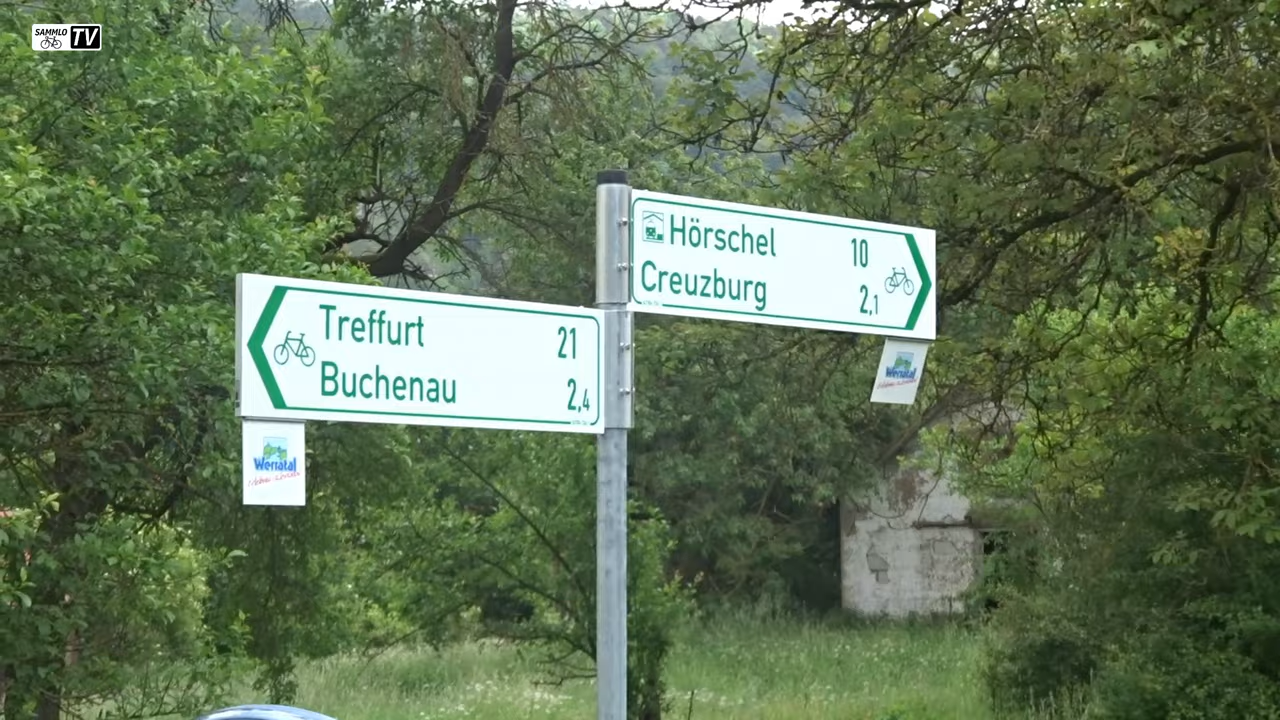 SAMMLO TV
Hörschel 10
Creuzburg 2,1
Treffurt 21
Buchenau 2,4
Werratal
Werratal